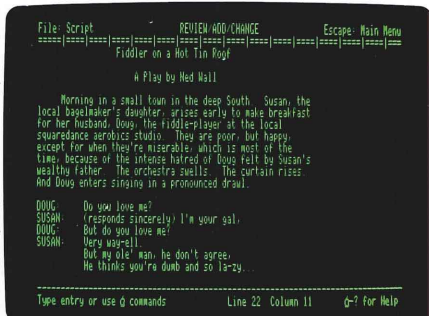 File: Script REVIEW/ADD/CHANGE Escape: Main Menu
=====|====|====|====|====|====|====|====|====|====|====|====|====|====|====|===
Fiddler on a Hot Tin Roof
A Play by Ned Wall
Morning in a small town in the deep South. Susan, the
local bagelmaker's daughter, arises early to make breakfast
for her husband, Doug, the fiddle-player at the local
squaredance aerobics studio. They are poor, but happy,
except for when they're miserable, which is most of the
time, because of the intense hatred of Doug felt by Susan's
wealthy father. The orchestra swells. The curtain rises.
And Doug enters singing in a pronounced drawl.
DOUG: Do you love me?
SUSAN: (responds sincerely) I'm your gal,
DOUG: But do you love me?
SUSAN: Very way-ell.
But my ole' man, he don't agree,
He thinks you're dumb and so la-zy...
Type entry or use commands Line 22 Column 11 -? for Help